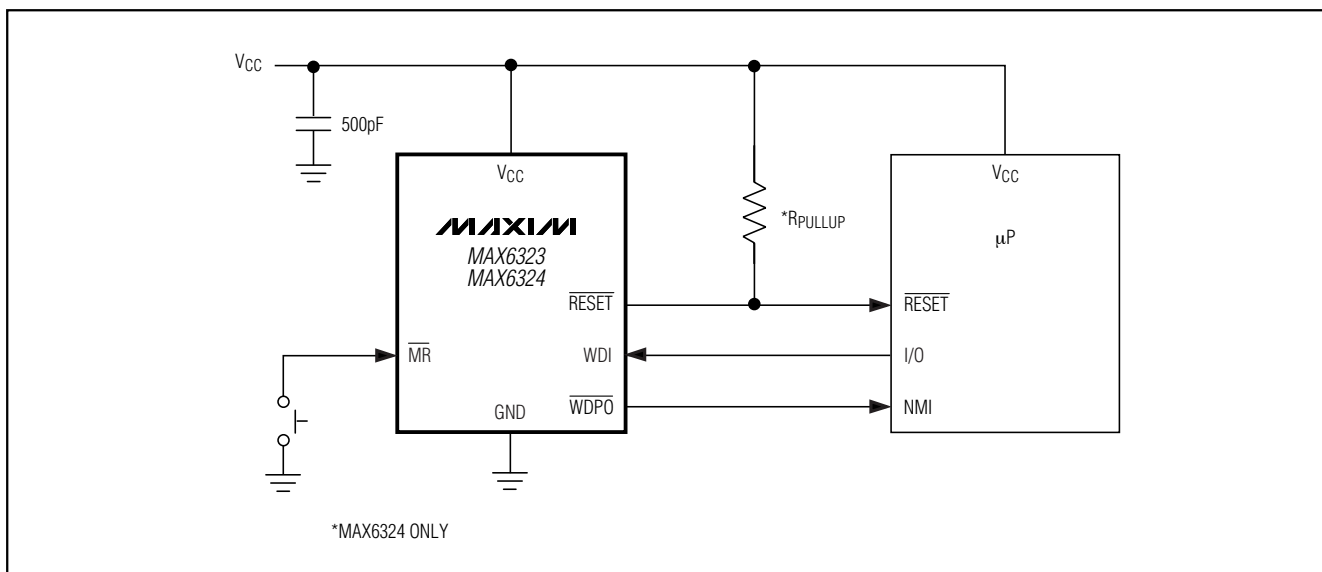 VCC
500pF
VCC
MAXIM
MAX6323
MAX6324
RESET
MR
WDI
GND
WDPO
*RPULLUP
VCC
µP
RESET
I/O
NMI
*MAX6324 ONLY